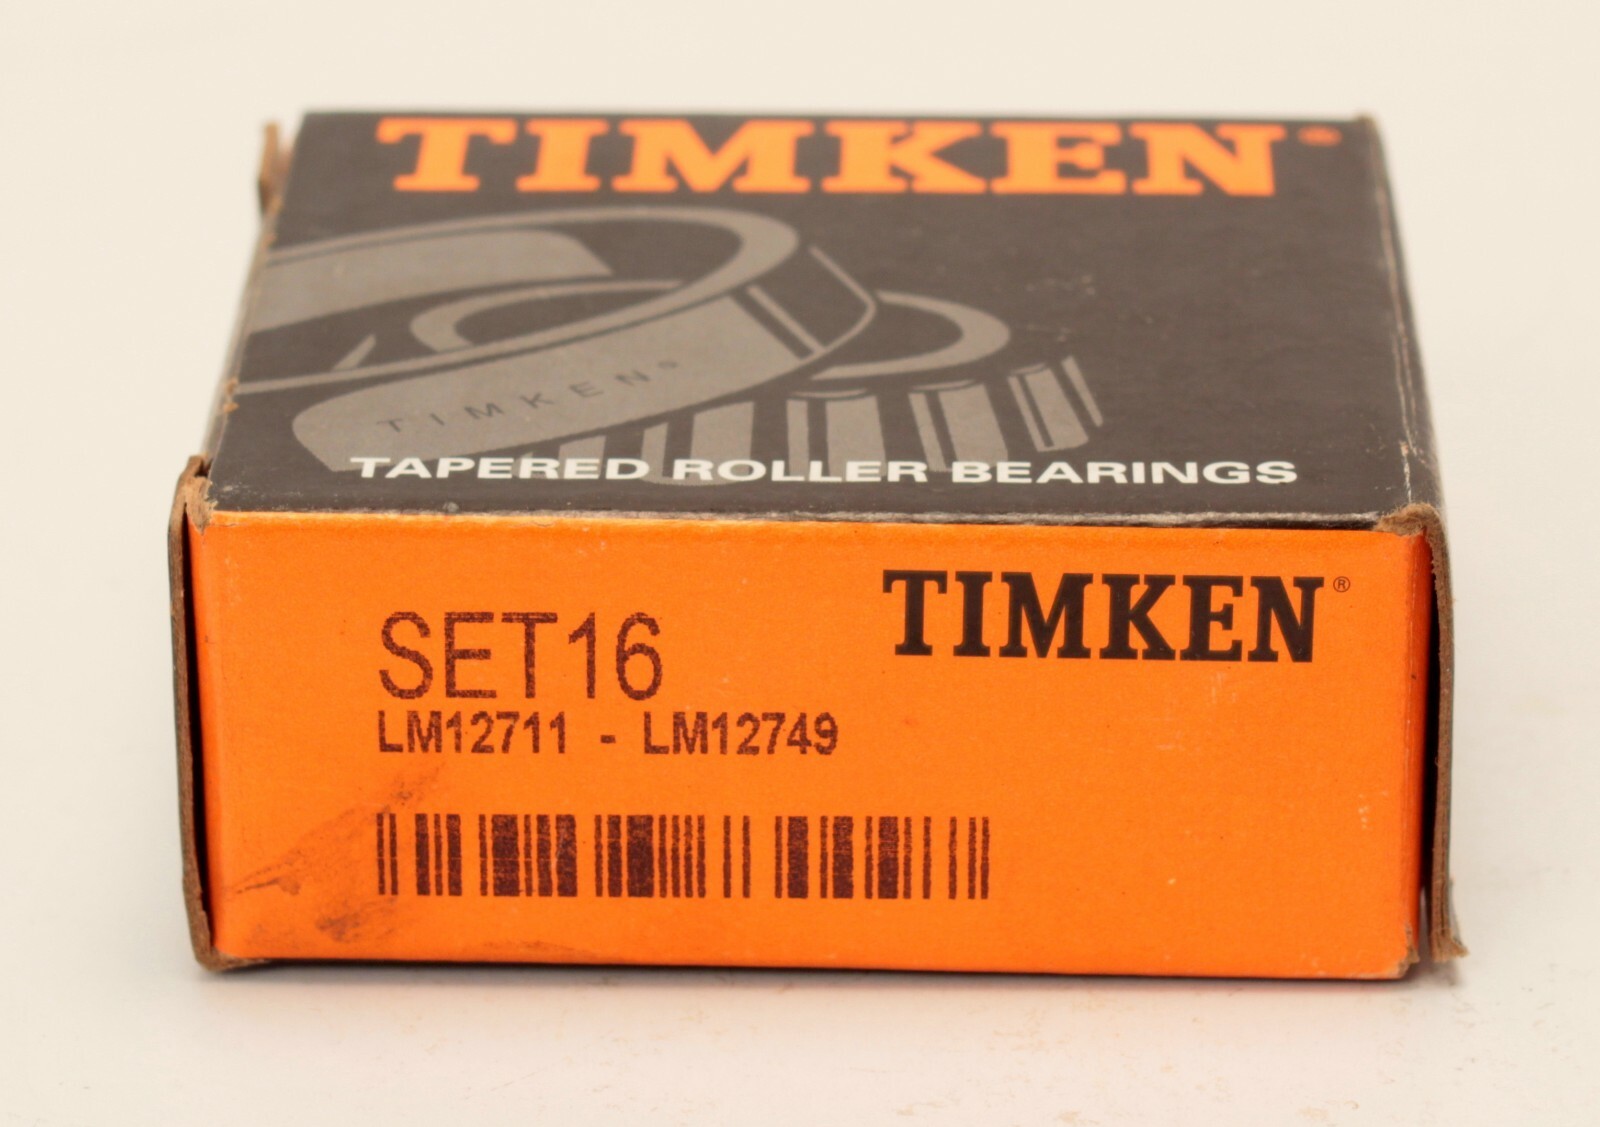 TIMKEN®
TIMKEN®
TAPERED ROLLER BEARINGS
TIMKEN®
SET16
LM12711 - LM12749